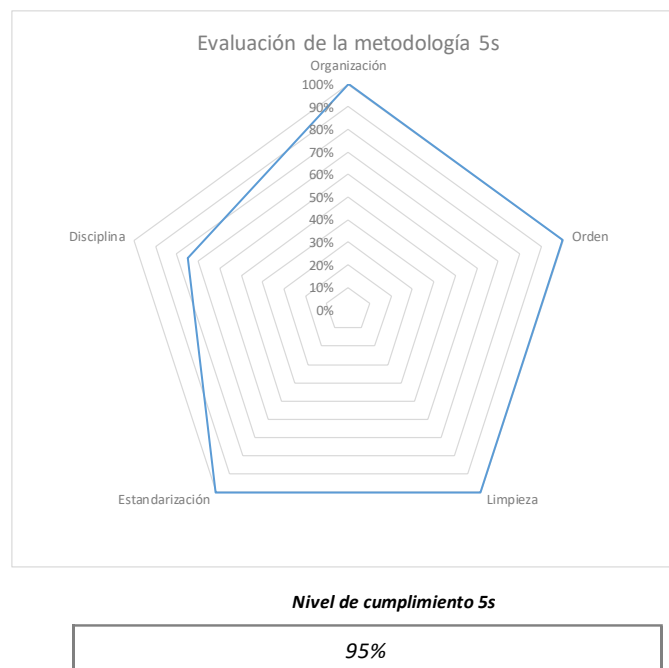 Evaluación de la metodología 5s
Organización
100%
90%
80%
70%
60%
50%
40%
30%
20%
10%
0%
Disciplina
Orden
Estandarización
Limpieza
Nivel de cumplimiento 5s
95%